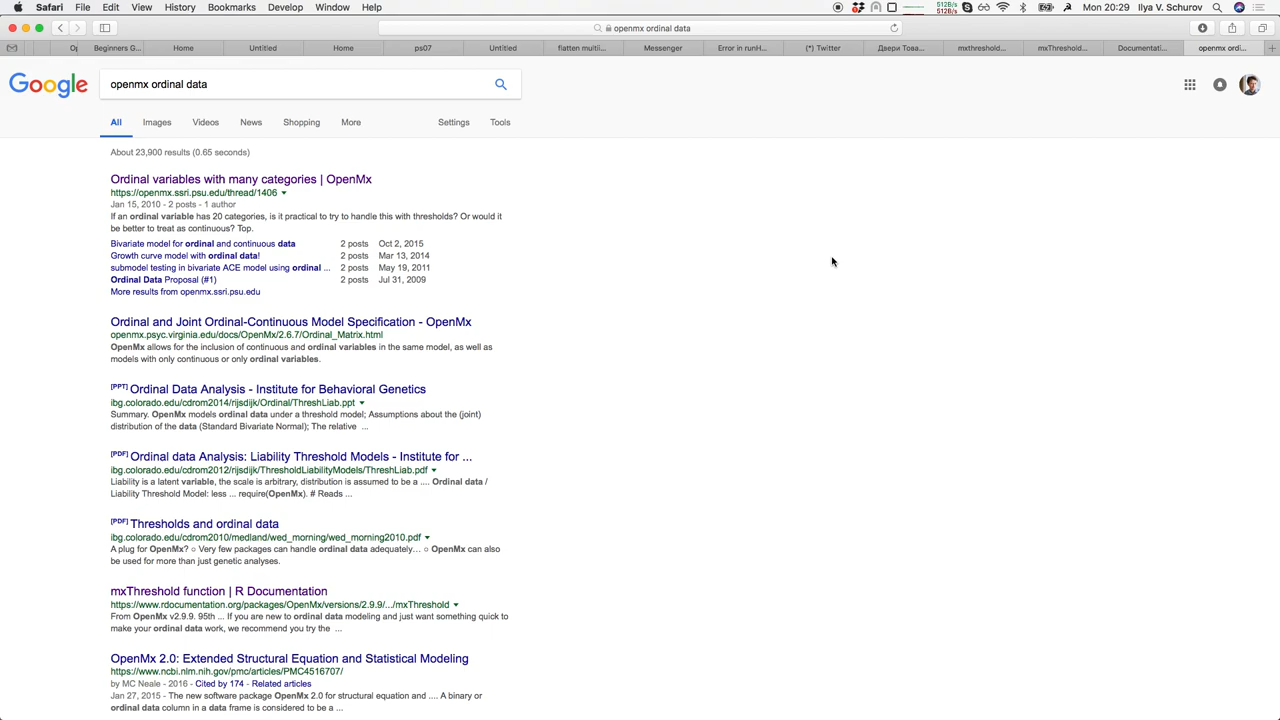 Safari File Edit View History Bookmarks Develop Window Help 512B/s 512B/s Mon 20:29 Ilya V. Schurov
openmx ordinal data
Beginners G... Home Untitled Home ps07 Untitled flatten multi... Messenger Error in runH... (*) Twitter Двери Това... mxthreshold... mxThreshold... Documentati... openmx ordi...
Google openmx ordinal data
All Images Videos News Shopping More Settings Tools
About 23,900 results (0.65 seconds)
Ordinal variables with many categories | OpenMx
https://openmx.ssri.psu.edu/thread/1406
Jan 15, 2010 - 2 posts - 1 author
If an ordinal variable has 20 categories, is it practical to try to handle this with thresholds? Or would it
be better to treat as continuous? Top.
Bivariate model for ordinal and continuous data 2 posts Oct 2, 2015
Growth curve model with ordinal data! 2 posts Mar 13, 2014
submodel testing in bivariate ACE model using ordinal ... 2 posts May 19, 2011
Ordinal Data Proposal (#1) 2 posts Jul 31, 2009
More results from openmx.ssri.psu.edu
Ordinal and Joint Ordinal-Continuous Model Specification - OpenMx
openmx.psyc.virginia.edu/docs/OpenMx/2.6.7/Ordinal_Matrix.html
OpenMx allows for the inclusion of continuous and ordinal variables in the same model, as well as
models with only continuous or only ordinal variables.
[PPT] Ordinal Data Analysis - Institute for Behavioral Genetics
ibg.colorado.edu/cdrom2014/rijsdijk/Ordinal/ThreshLiab.ppt
Summary. OpenMx models ordinal data under a threshold model; Assumptions about the (joint)
distribution of the data (Standard Bivariate Normal); The relative ...
[PDF] Ordinal data Analysis: Liability Threshold Models - Institute for ...
ibg.colorado.edu/cdrom2012/rijsdijk/ThresholdLiabilityModels/ThreshLiab.pdf
Liability is a latent variable, the scale is arbitrary, distribution is assumed to be a .... Ordinal data /
Liability Threshold Model: less ... require(OpenMx). # Reads ...
[PDF] Thresholds and ordinal data
ibg.colorado.edu/cdrom2010/medland/wed_morning/wed_morning2010.pdf
A plug for OpenMx? ○ Very few packages can handle ordinal data adequately… ○ OpenMx can also
be used for more than just genetic analyses.
mxThreshold function | R Documentation
https://www.rdocumentation.org/packages/OpenMx/versions/2.9.9/.../mxThreshold
From OpenMx v2.9.9. 95th ... If you are new to ordinal data modeling and just want something quick to
make your ordinal data work, we recommend you try the ...
OpenMx 2.0: Extended Structural Equation and Statistical Modeling
https://www.ncbi.nlm.nih.gov/pmc/articles/PMC4516707/
by MC Neale - 2016 - Cited by 174 - Related articles
Jan 27, 2015 - The new software package OpenMx 2.0 for structural equation and .... A binary or
ordinal data column in a data frame is considered to be a ...